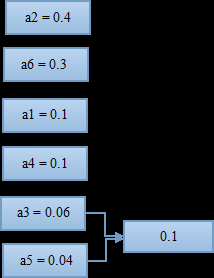 a2 = 0.4
a6 = 0.3
a1 = 0.1
a4 = 0.1
a3 = 0.06
0.1
a5 = 0.04